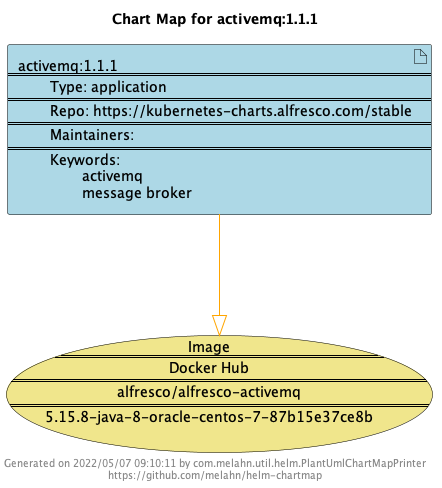 Chart Map for activemq:1.1.1
activemq:1.1.1
Type: application
Repo: https://kubernetes-charts.alfresco.com/stable
Maintainers:
Keywords:
activemq
message broker
Image
Docker Hub
alfresco/alfresco-activemq
5.15.8-java-8-oracle-centos-7-87b15e37ce8b
Generated on 2022/05/07 09:10:11 by com.melahn.util.helm.PlantUmlChartMapPrinter
https://github.com/melahn/helm-chartmap